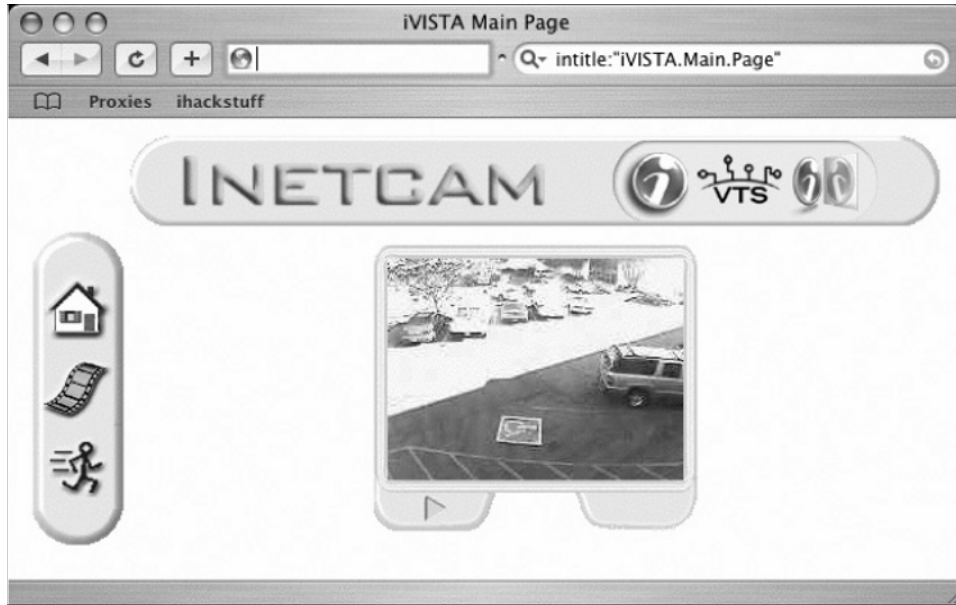 iVISTA Main Page
intitle:"iVISTA.Main.Page"
Proxies ihackstuff
INETCAM
VTS